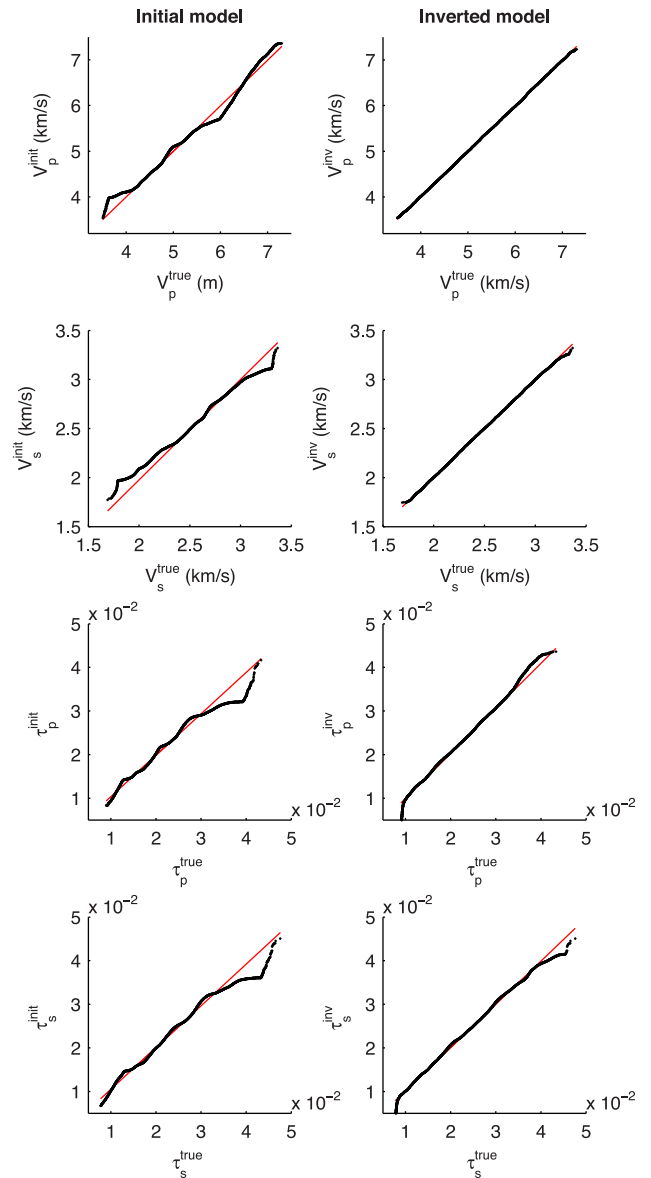 Initial model
Inverted model
7
6
5
4
V_p^init (km/s)
4 5 6 7
V_p^true (m)
7
6
5
4
V_p^inv (km/s)
4 5 6 7
V_p^true (km/s)
3.5
3
2.5
2
1.5
V_s^init (km/s)
1.5 2 2.5 3 3.5
V_s^true (km/s)
3.5
3
2.5
2
1.5
V_s^inv (km/s)
2 2.5 3 3.5
V_s^true (km/s)
x 10^−2
5
4
3
2
1
τ_p^init
x 10^−2
1 2 3 4 5
τ_p^true
x 10^−2
5
4
3
2
1
τ_p^inv
x 10^−2
1 2 3 4 5
τ_p^true
x 10^−2
5
4
3
2
1
τ_s^init
x 10^−2
1 2 3 4 5
τ_s^true
x 10^−2
5
4
3
2
1
τ_s^inv
x 10^−2
1 2 3 4 5
τ_s^true